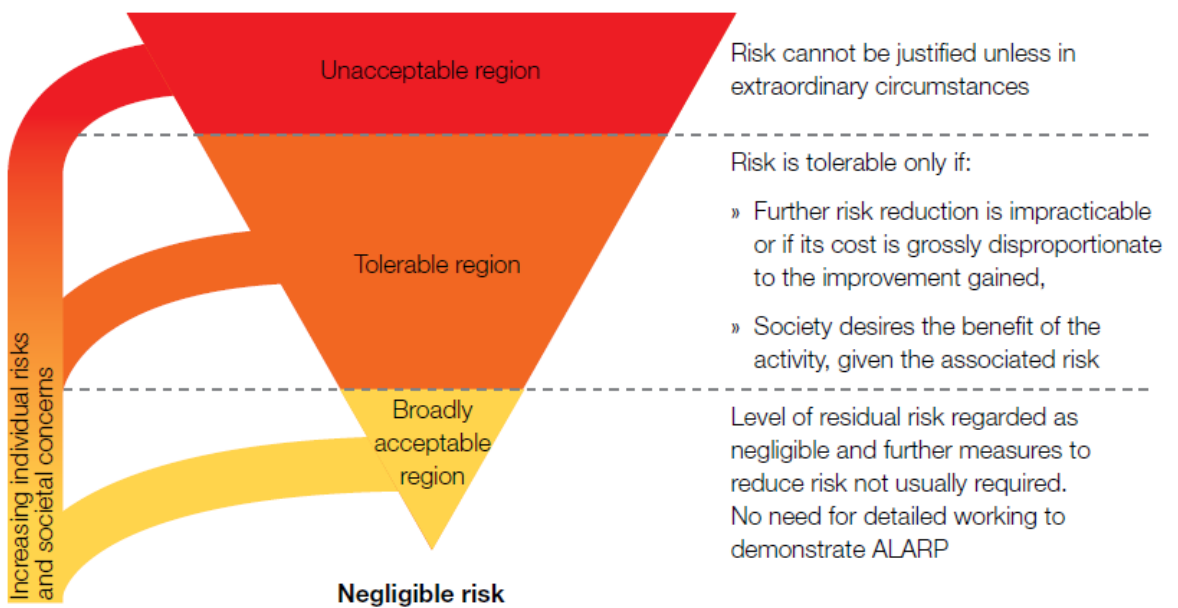 Unacceptable region
Risk cannot be justified unless in
extraordinary circumstances
Tolerable region
Risk is tolerable only if:
» Further risk reduction is impracticable
or if its cost is grossly disproportionate
to the improvement gained,
» Society desires the benefit of the
activity, given the associated risk
Broadly
acceptable
region
Level of residual risk regarded as
negligible and further measures to
reduce risk not usually required.
No need for detailed working to
demonstrate ALARP
Increasing individual risks
and societal concerns
Negligible risk